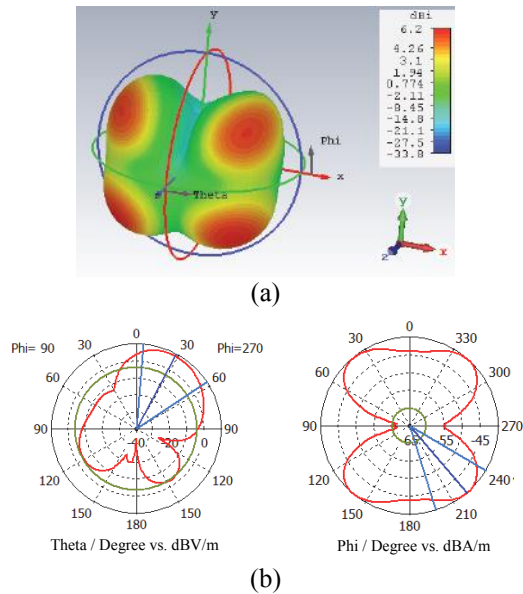 dBi
6.26
4.2
3.1
1.94
0.774
-2.11
-8.45
-14.8
-21.1
-27.5
-33.8
y
Phi
x
Theta
y
x
z
(a)
Phi= 90
30
0
30
Phi=270
60
60
90
-40
-20
0
90
120
120
150
180
150
Theta / Degree vs. dBV/m
30
0
330
60
300
90
-65
55
-45
270
120
240
150
180
210
Phi / Degree vs. dBA/m
(b)